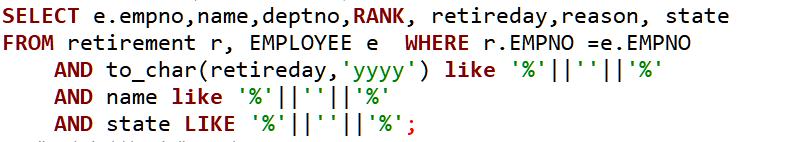 SELECT e.empno,name,deptno,RANK, retireday,reason, state
FROM retirement r, EMPLOYEE e  WHERE r.EMPNO =e.EMPNO
    AND to_char(retireday,'yyyy') like '%'||''||'%'
    AND name like '%'||''||'%'
    AND state LIKE '%'||''||'%';